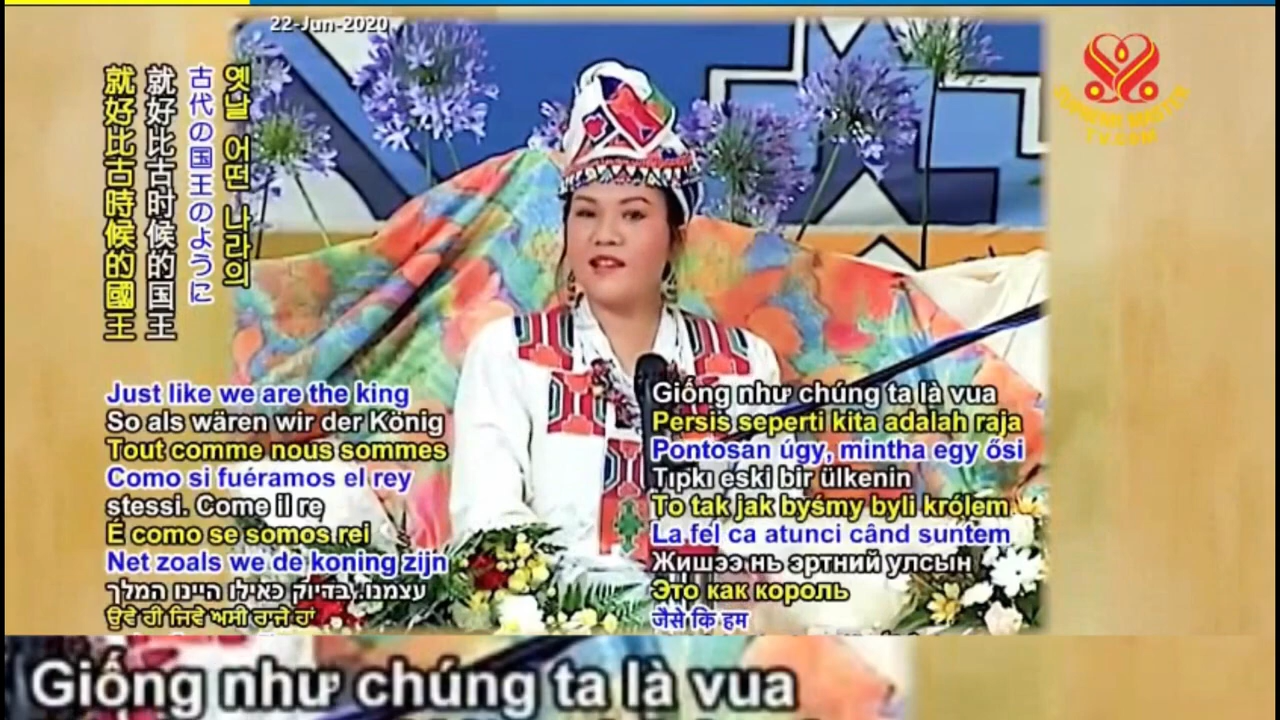 22-Jun-2020
SUPREME MASTER
TV.COM
옛날 어떤 나라의
古代の国王のように
就好比古时候的国王
就好比古時候的國王
Just like we are the king
So als wären wir der König
Tout comme nous sommes
Como si fuéramos el rey
stessi. Come il re
É como se somos rei
Net zoals we de koning zijn
עצמנו. בדיוק כאילו היינו המלך
ਉਵੇਂ ਹੀ ਜਿਵੇਂ ਅਸੀਂ ਰਾਜੇ ਹਾਂ
Giống như chúng ta là vua
Persis seperti kita adalah raja
Pontosan úgy, mintha egy ősi
Tıpkı eski bir ülkenin
To tak jak byśmy byli królem
La fel ca atunci când suntem
Жишээ нь эртний улсын
Это как король
जैसे कि हम
Giống như chúng ta là vua